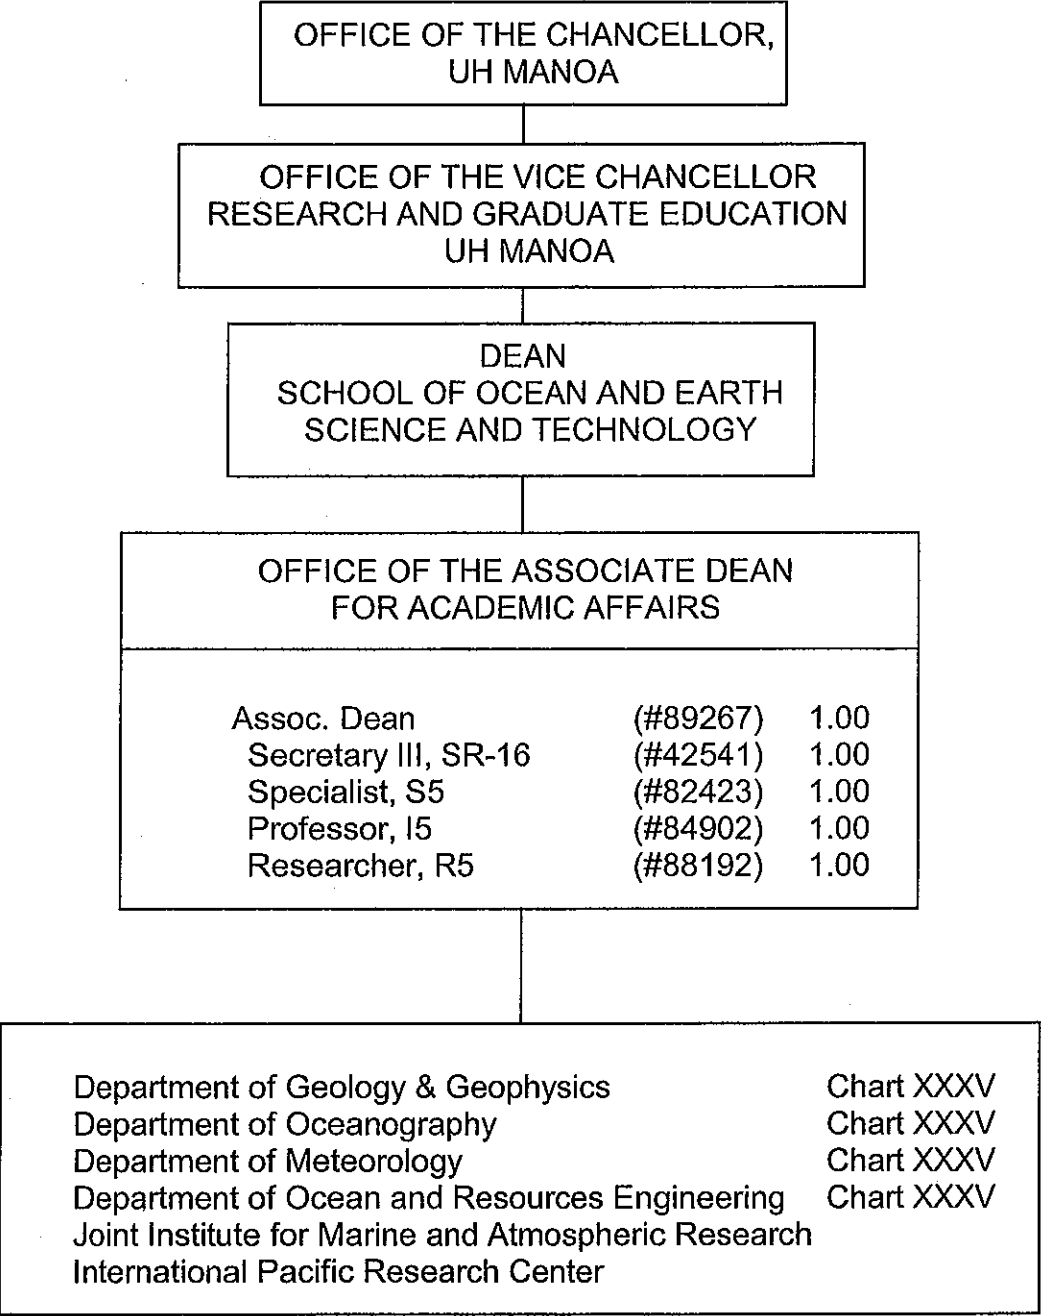 OFFICE OF THE CHANCELLOR,
UH MANOA
OFFICE OF THE VICE CHANCELLOR
RESEARCH AND GRADUATE EDUCATION
UH MANOA
DEAN
SCHOOL OF OCEAN AND EARTH
SCIENCE AND TECHNOLOGY
OFFICE OF THE ASSOCIATE DEAN
FOR ACADEMIC AFFAIRS
Assoc. Dean (#89267) 1.00
Secretary III, SR-16 (#42541) 1.00
Specialist, S5 (#82423) 1.00
Professor, I5 (#84902) 1.00
Researcher, R5 (#88192) 1.00
Department of Geology & Geophysics Chart XXXV
Department of Oceanography Chart XXXV
Department of Meteorology Chart XXXV
Department of Ocean and Resources Engineering Chart XXXV
Joint Institute for Marine and Atmospheric Research
International Pacific Research Center